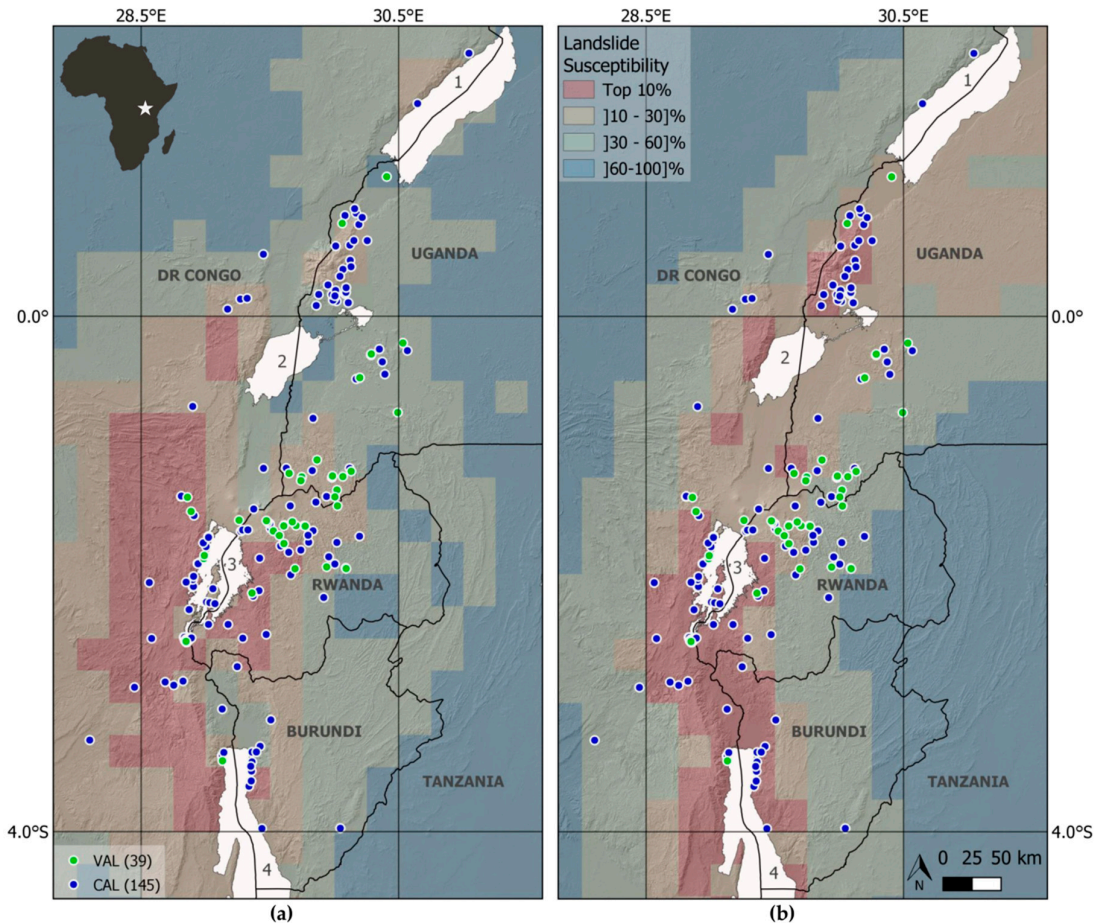 28.5°E
30.5°E
28.5°E
30.5°E
Landslide
Susceptibility
Top 10%
]10 - 30]%
]30 - 60]%
]60-100]%
1
1
DR CONGO
UGANDA
DR CONGO
UGANDA
0.0°
0.0°
2
2
3
RWANDA
3
RWANDA
BURUNDI
BURUNDI
TANZANIA
TANZANIA
4.0°S
4.0°S
VAL (39)
CAL (145)
4
4
N
0 25 50 km
(a)
(b)